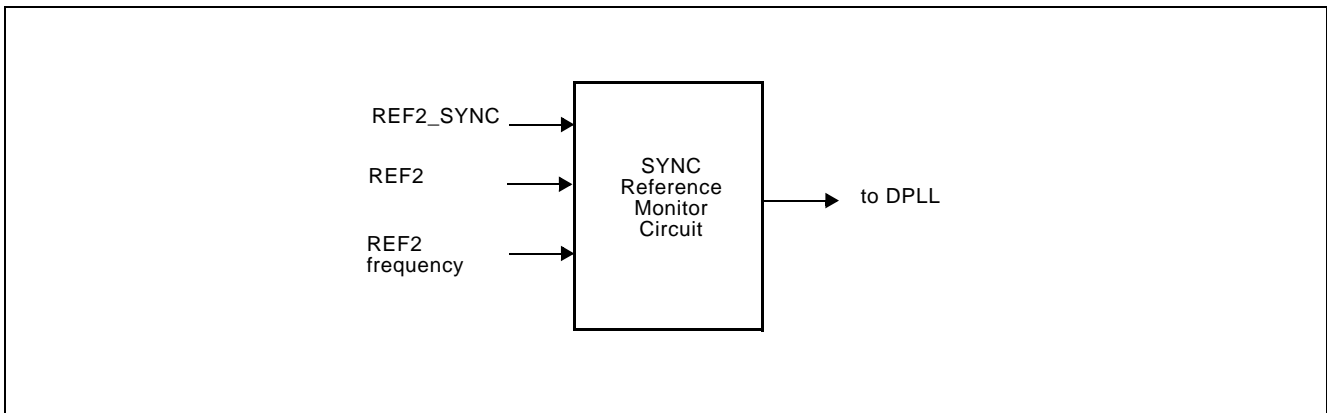 REF2_SYNC
REF2
REF2
frequency
SYNC
Reference
Monitor
Circuit
to DPLL